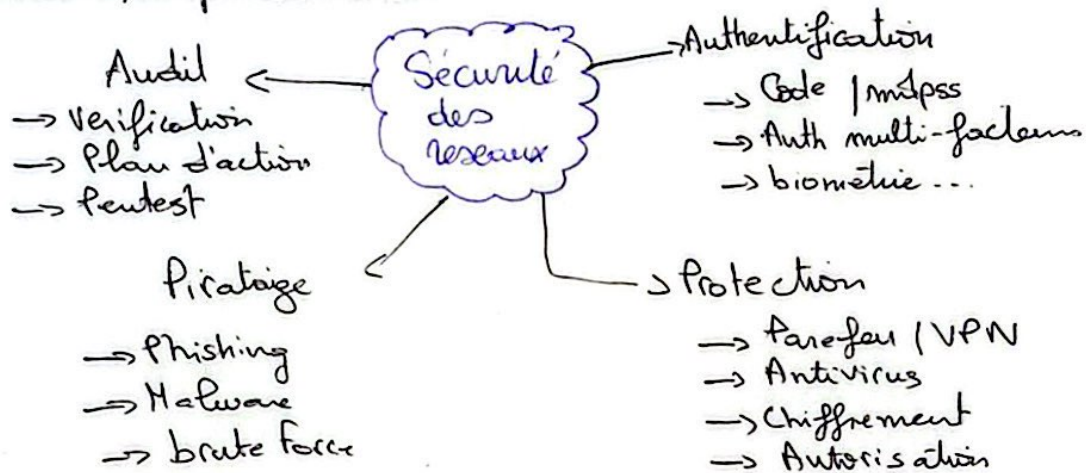 Sécurité
des
reseaux
Audit
→ Verification
→ Plan d'action
→ Pentest
→ Authentification
→ Code / mdpss
→ Auth multi-facteurs
→ biométrie ...
Piratage
→ Phishing
→ Malware
→ brute Force
→ Protection
→ Parefeu / VPN
→ Antivirus
→ Chiffrement
→ Autorisation